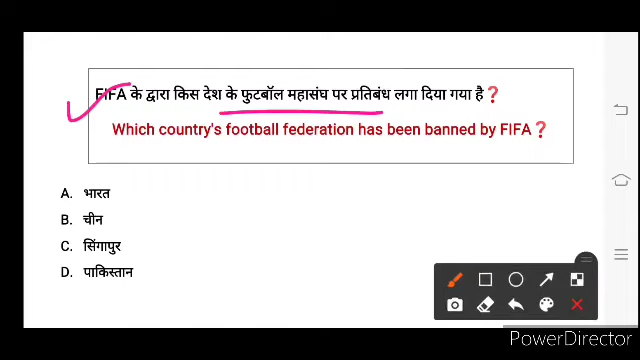 FIFA के द्वारा किस देश के फुटबॉल महासंघ पर प्रतिबंध लगा दिया गया है❓
Which country's football federation has been banned by FIFA❓
A. भारत
B. चीन
C. सिंगापुर
D. पाकिस्तान
PowerDirector